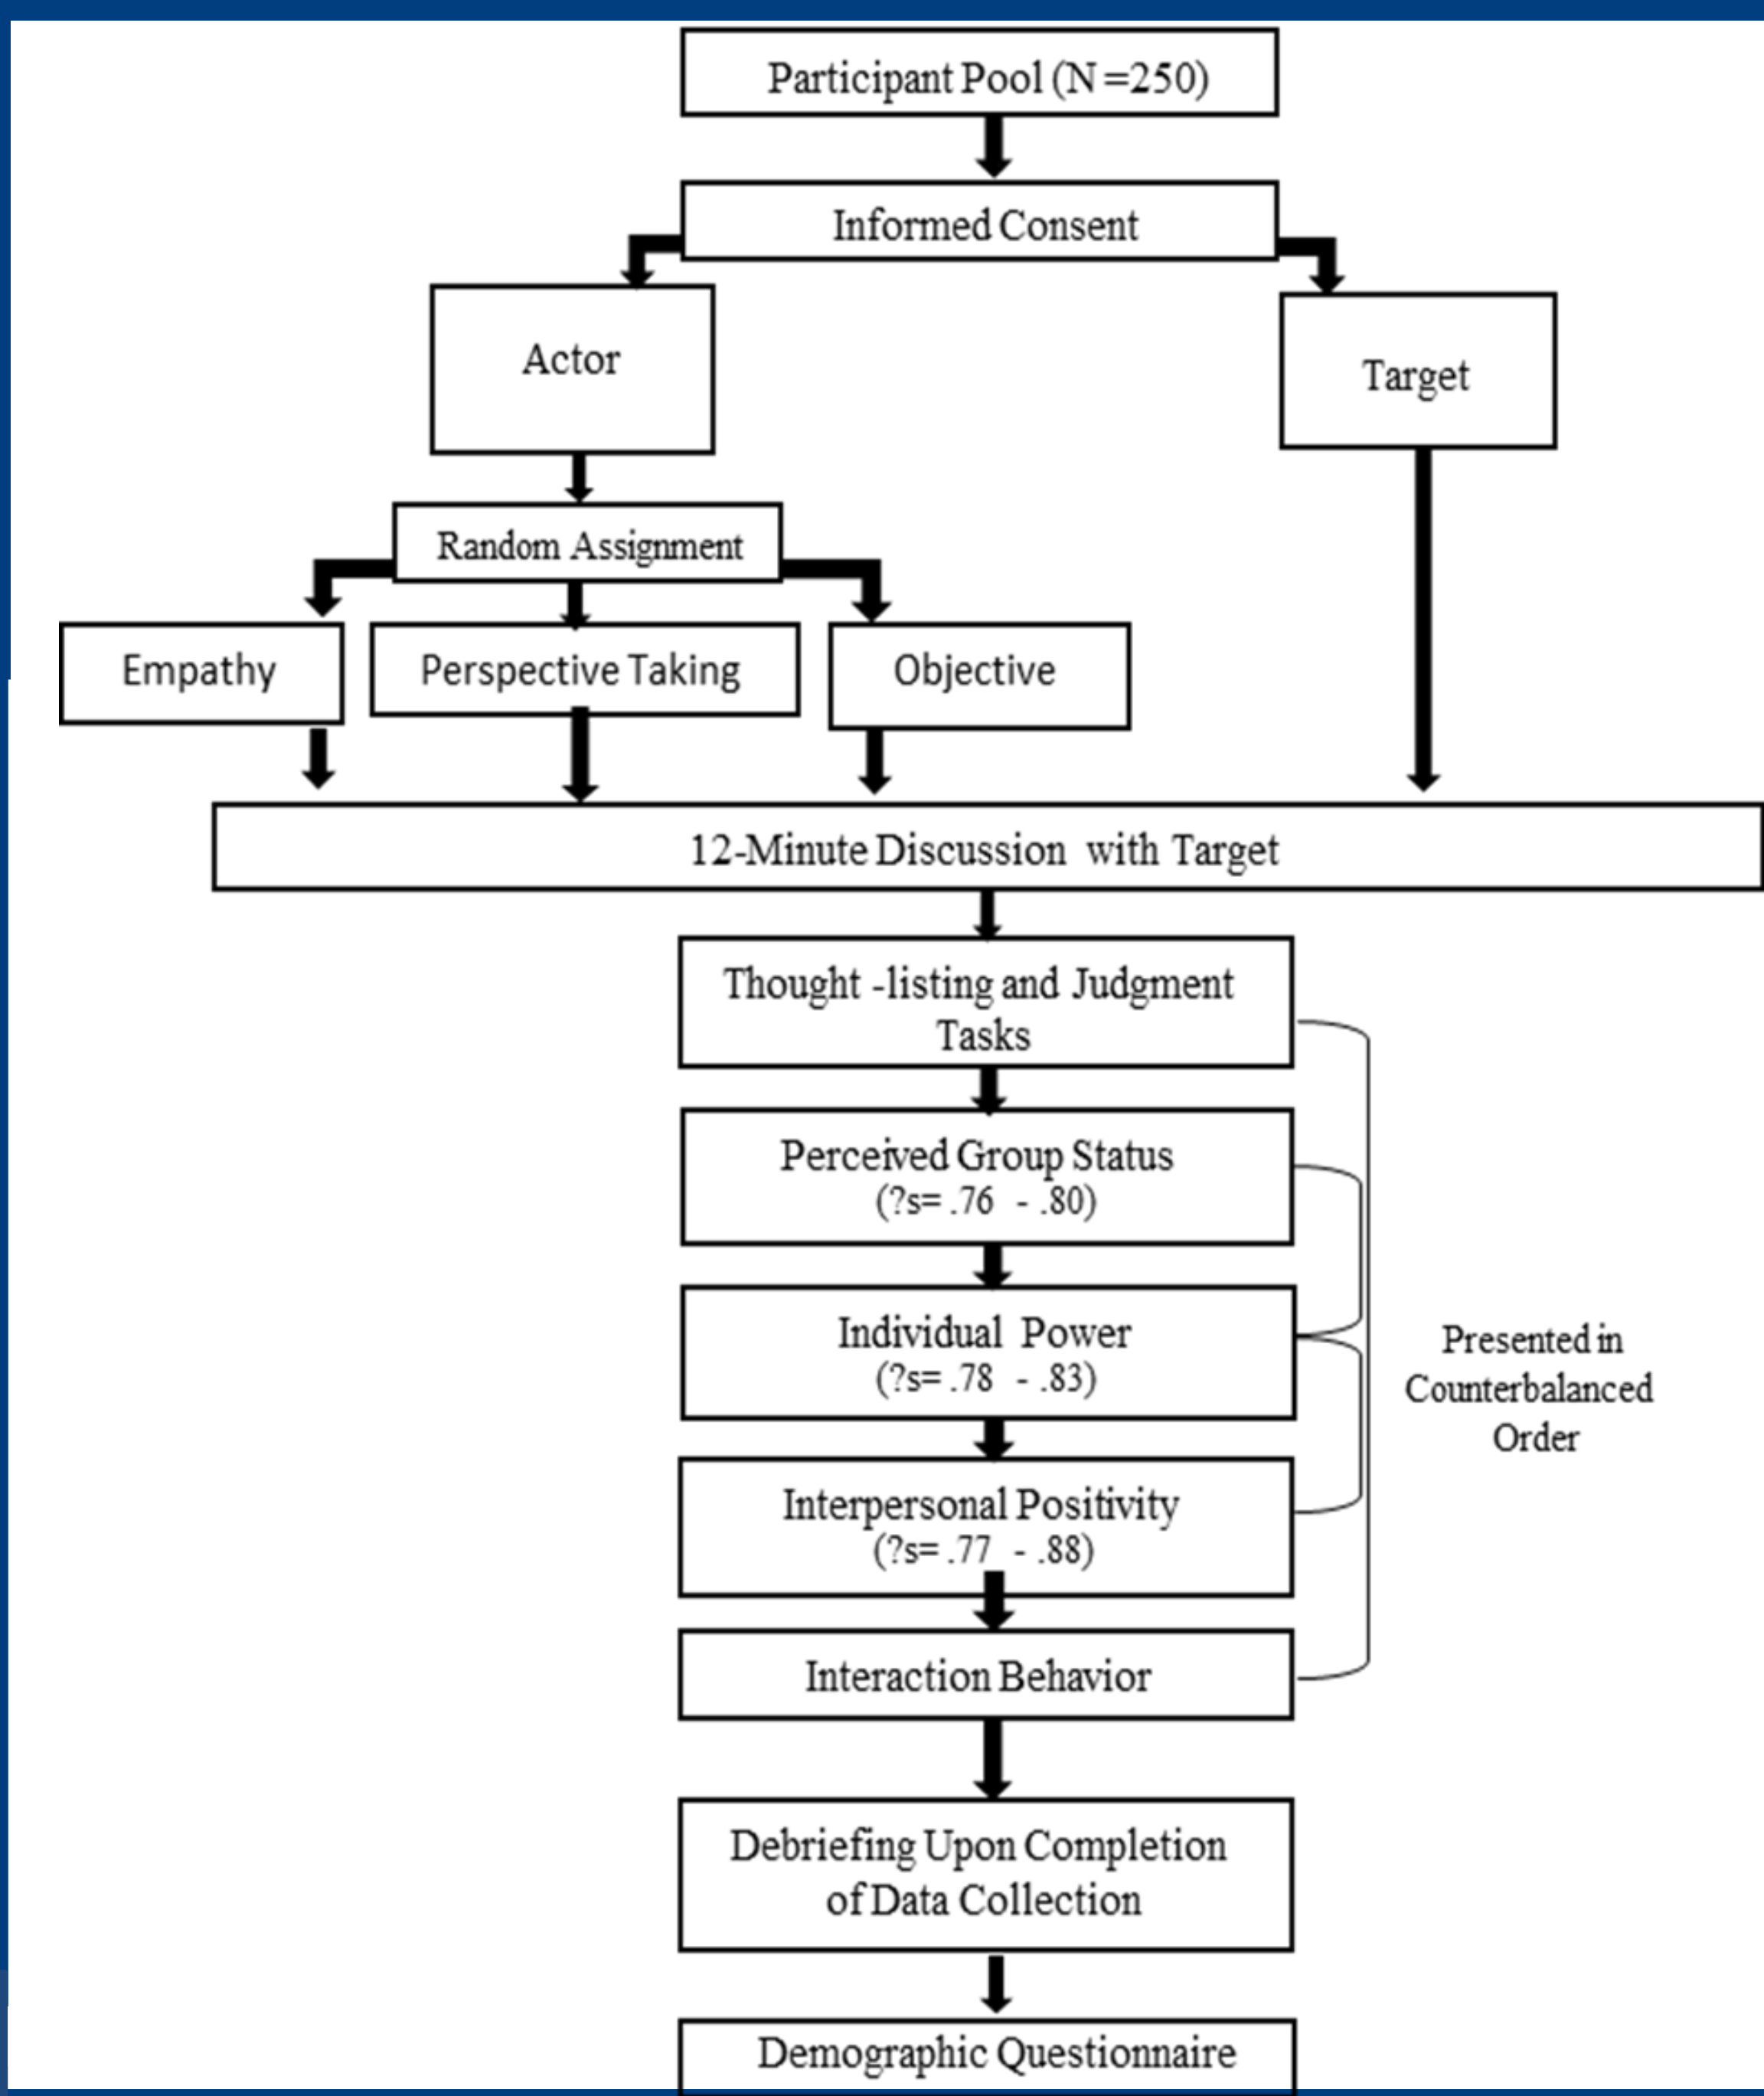 Participant Pool (N =250)
Informed Consent
Actor
Target
Random Assignment
Empathy
Perspective Taking
Objective
12-Minute Discussion with Target
Thought -listing and Judgment
Tasks
Perceived Group Status
(?s= .76 - .80)
Individual Power
(?s= .78 - .83)
Interpersonal Positivity
(?s= .77 - .88)
Interaction Behavior
Presented in
Counterbalanced
Order
Debriefing Upon Completion
of Data Collection
Demographic Questionnaire